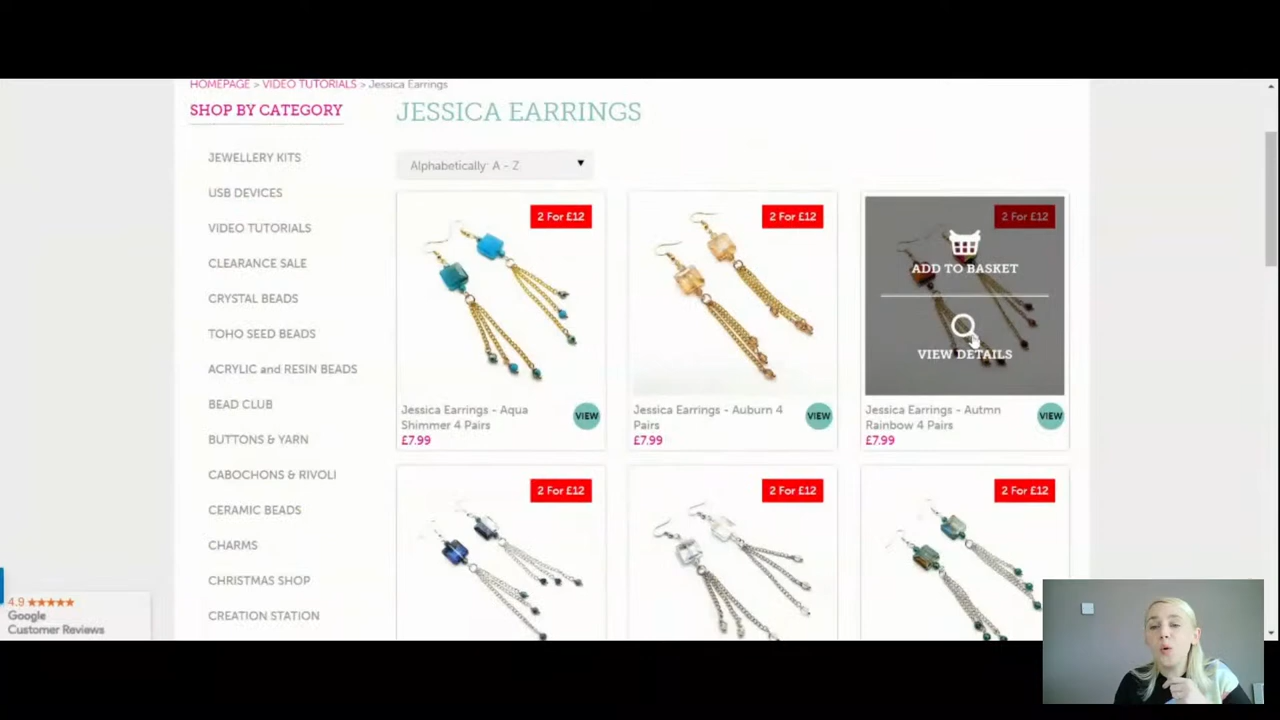 HOMEPAGE > VIDEO TUTORIALS > Jessica Earrings
SHOP BY CATEGORY
JEWELLERY KITS
USB DEVICES
VIDEO TUTORIALS
CLEARANCE SALE
CRYSTAL BEADS
TOHO SEED BEADS
ACRYLIC and RESIN BEADS
BEAD CLUB
BUTTONS & YARN
CABOCHONS & RIVOLI
CERAMIC BEADS
CHARMS
CHRISTMAS SHOP
CREATION STATION
4.9
Google
Customer Reviews
JESSICA EARRINGS
Alphabetically: A - Z
2 For £12
Jessica Earrings - Aqua
Shimmer 4 Pairs
£7.99
VIEW
2 For £12
Jessica Earrings - Auburn 4
Pairs
£7.99
VIEW
2 For £12
ADD TO BASKET
VIEW DETAILS
Jessica Earrings - Autmn
Rainbow 4 Pairs
£7.99
VIEW
2 For £12
2 For £12
2 For £12